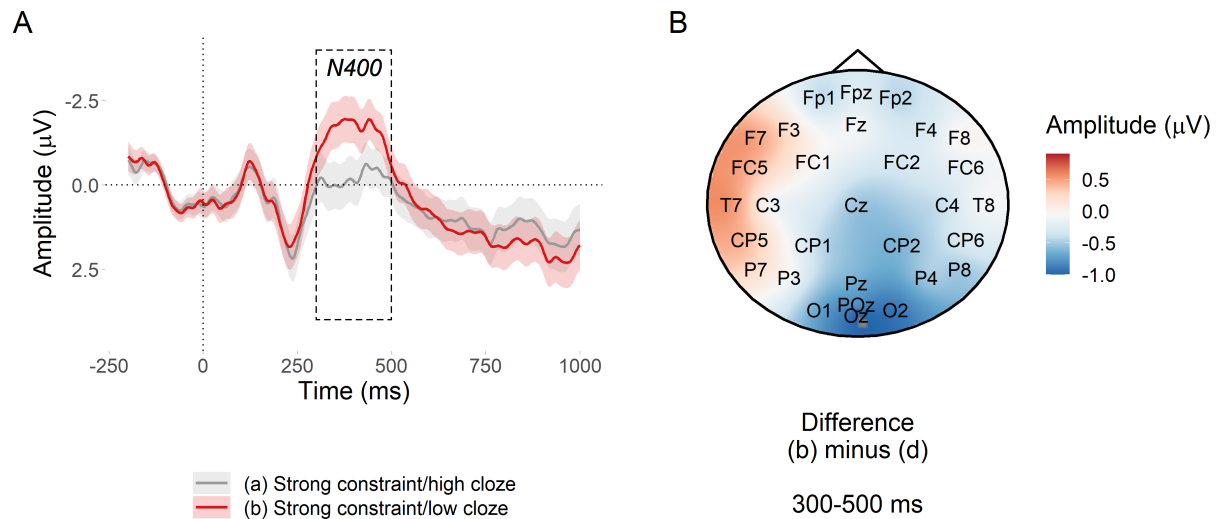 A
Amplitude (μV)
-2.5
0.0
2.5
N400
-250
0
250
500
750
1000
Time (ms)
(a) Strong constraint/high cloze
(b) Strong constraint/low cloze
B
Fp1 Fpz Fp2
F7 F3 Fz F4 F8
FC5 FC1 FC2 FC6
T7 C3 Cz C4 T8
CP5 CP1 CP2 CP6
P7 P3 Pz P4 P8
O1 POz O2
Oz
Amplitude (μV)
0.5
0.0
-0.5
-1.0
Difference
(b) minus (d)
300-500 ms